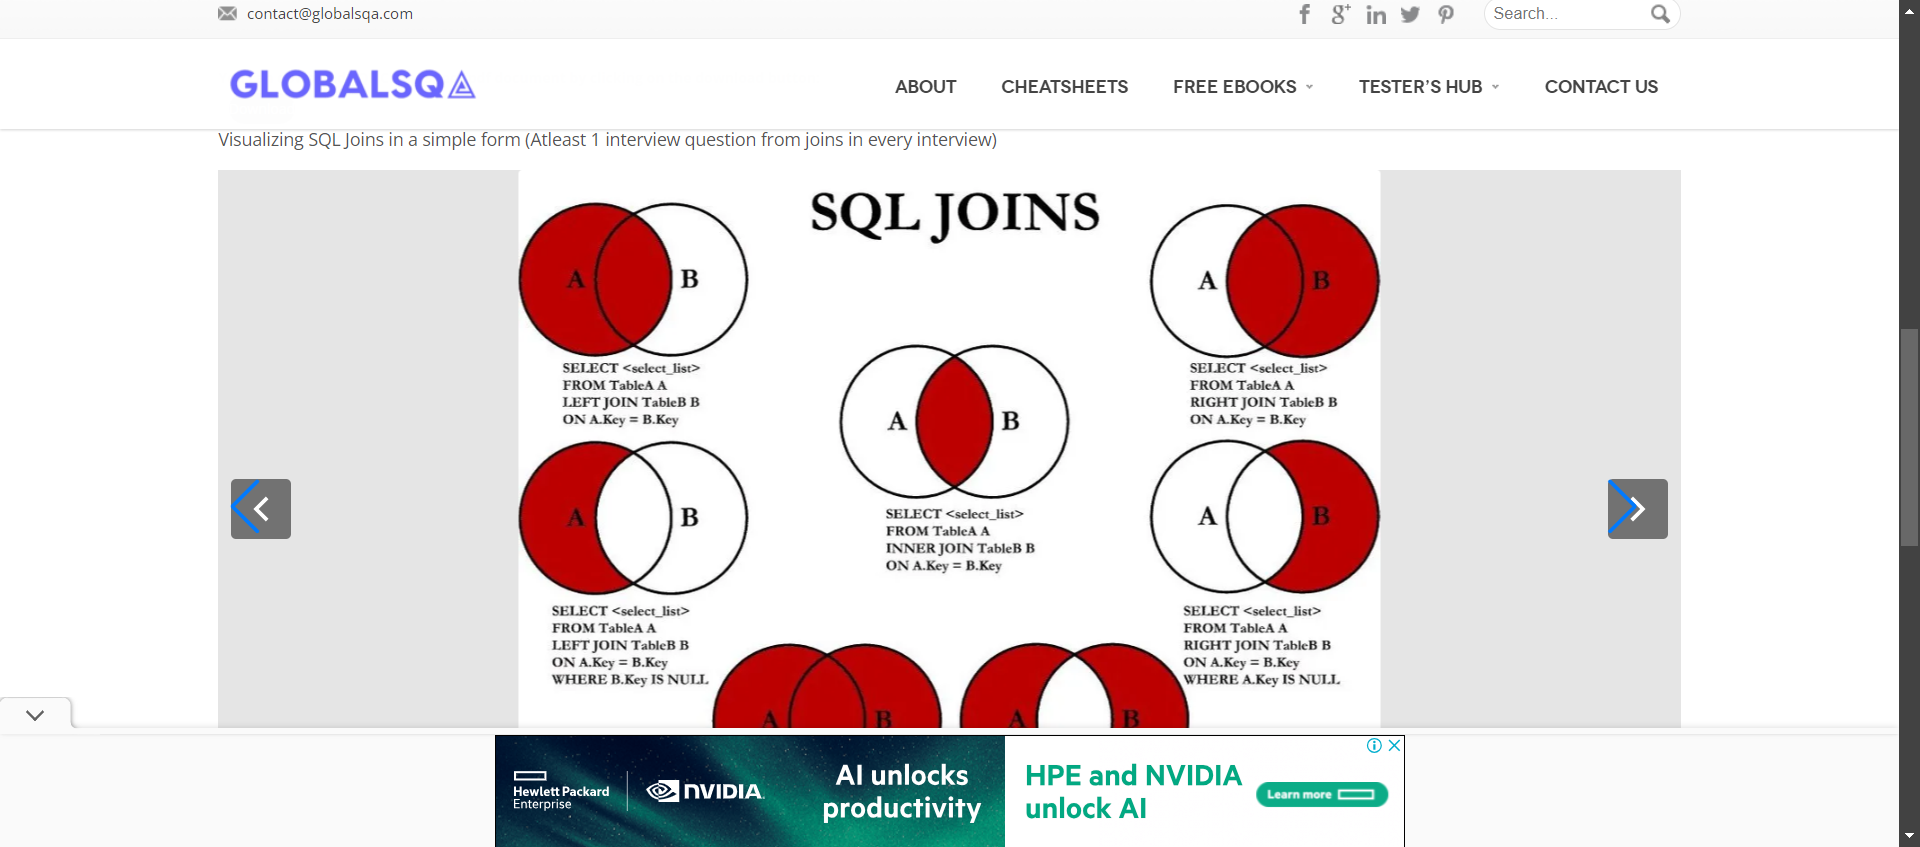 contact@globalsqa.com
Search...
GLOBALSQA
ABOUT
CHEATSHEETS
FREE EBOOKS
TESTER'S HUB
CONTACT US
Visualizing SQL Joins in a simple form (Atleast 1 interview question from joins in every interview)
SQL JOINS
A B
SELECT <select_list>
FROM TableA A
LEFT JOIN TableB B
ON A.Key = B.Key
A B
SELECT <select_list>
FROM TableA A
RIGHT JOIN TableB B
ON A.Key = B.Key
A B
SELECT <select_list>
FROM TableA A
INNER JOIN TableB B
ON A.Key = B.Key
A B
SELECT <select_list>
FROM TableA A
LEFT JOIN TableB B
ON A.Key = B.Key
WHERE B.Key IS NULL
A B
SELECT <select_list>
FROM TableA A
RIGHT JOIN TableB B
ON A.Key = B.Key
WHERE A.Key IS NULL
A B
A B
Hewlett Packard
Enterprise
NVIDIA.
AI unlocks
productivity
HPE and NVIDIA
unlock AI
Learn more